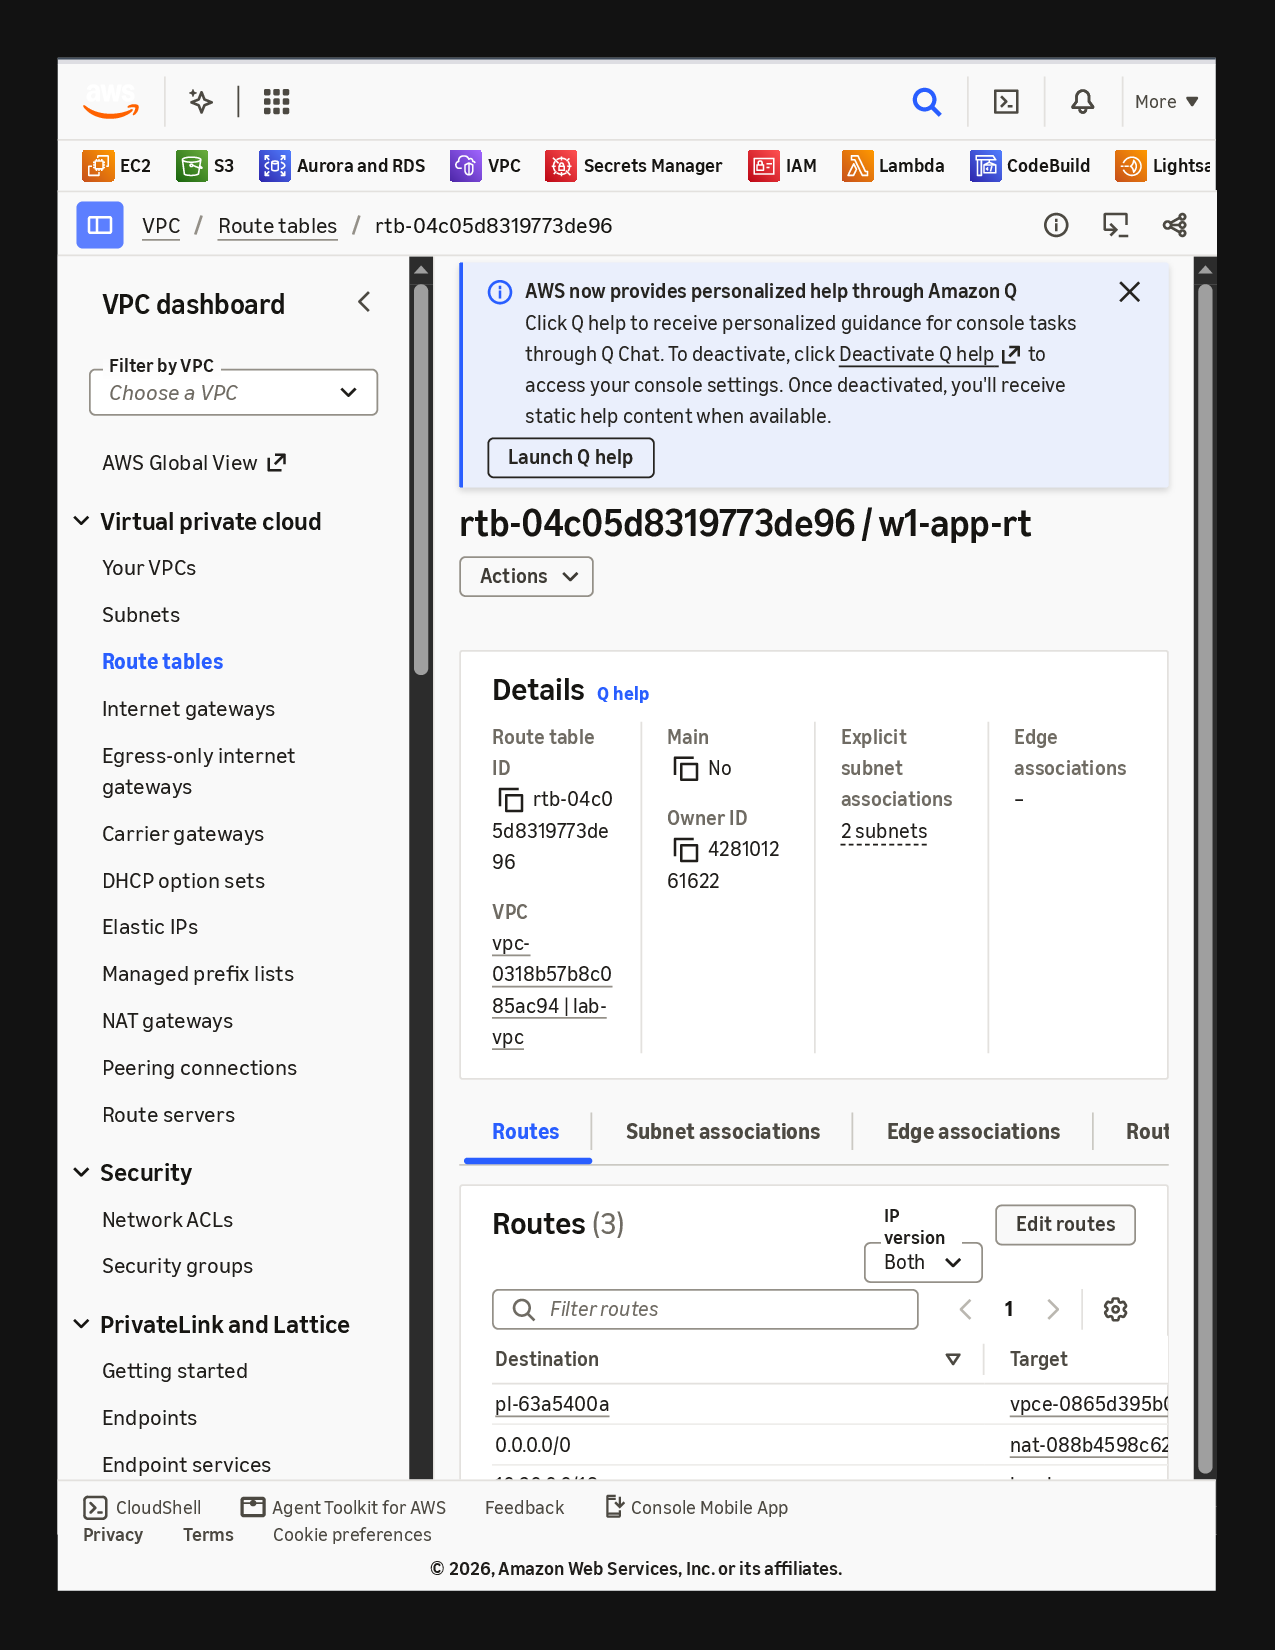 aws
More
EC2 S3 Aurora and RDS VPC Secrets Manager IAM Lambda CodeBuild Lightsa
VPC / Route tables / rtb-04c05d8319773de96
VPC dashboard
Filter by VPC
Choose a VPC
AWS Global View
Virtual private cloud
Your VPCs
Subnets
Route tables
Internet gateways
Egress-only internet
gateways
Carrier gateways
DHCP option sets
Elastic IPs
Managed prefix lists
NAT gateways
Peering connections
Route servers
Security
Network ACLs
Security groups
PrivateLink and Lattice
Getting started
Endpoints
Endpoint services
AWS now provides personalized help through Amazon Q
Click Q help to receive personalized guidance for console tasks
through Q Chat. To deactivate, click Deactivate Q help to
access your console settings. Once deactivated, you'll receive
static help content when available.
Launch Q help
rtb-04c05d8319773de96 / w1-app-rt
Actions
Details Q help
Route table
ID
rtb-04c0
5d8319773de
96
VPC
vpc-
0318b57b8c0
85ac94 | lab-
vpc
Main
No
Owner ID
4281012
61622
Explicit
subnet
associations
2 subnets
Edge
associations
–
Routes Subnet associations Edge associations Rout
Routes (3)
IP
version
Both
Edit routes
Filter routes
1
Destination Target
pl-63a5400a vpce-0865d395b0
0.0.0.0/0 nat-088b4598c62
CloudShell Agent Toolkit for AWS Feedback Console Mobile App
Privacy Terms Cookie preferences
© 2026, Amazon Web Services, Inc. or its affiliates.